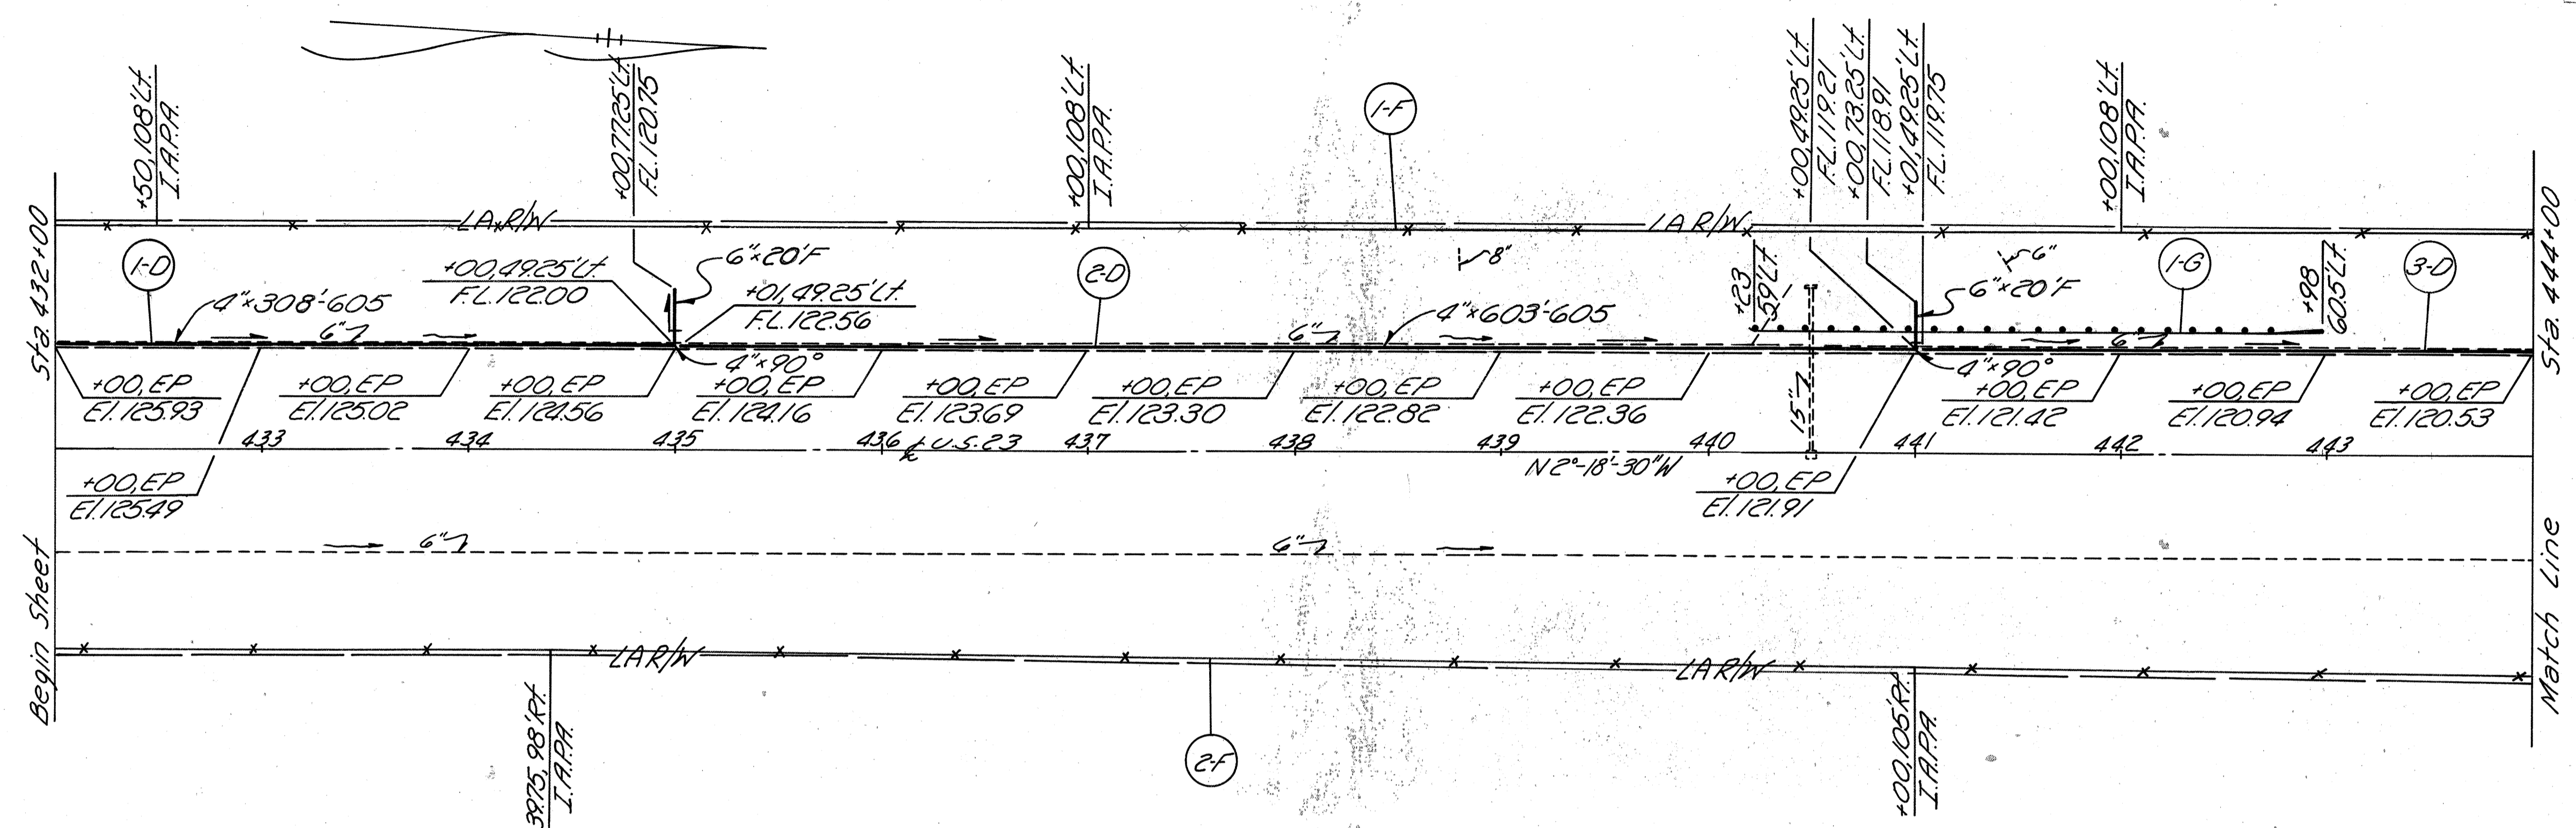 +50,108'Lt.
I.A.P.A.
+00,77.25'Lt.
F.L.120.75
+00,108'Lt.
I.A.P.A.
1-F
+00,49.25'Lt.
F.L.119.21
+00,73.25'Lt.
F.L.118.91
+01,49.25'Lt.
F.L.119.75
+00,108'Lt.
I.A.P.A.
Sta. 432+00
LA R/W
LA R/W
Sta. 444+00
1-D
+00,49.25'Lt.
F.L.122.00
6"x20'F
2-D
8"
+23
59'Lt.
6"
1-G
+98
60.5'Lt.
3-D
4"x308'-605
+01,49.25'Lt.
F.L.122.56
4"x603'-605
6"x20'F
6"
6"
6"
4"x90°
4"x90°
+00,EP
El.125.93
+00,EP
El.125.02
+00,EP
El.124.56
+00,EP
El.124.16
+00,EP
El.123.69
+00,EP
El.123.30
+00,EP
El.122.82
+00,EP
El.122.36
15"
+00,EP
El.121.42
+00,EP
El.120.94
+00,EP
El.120.53
433 434 435 436 ℄ U.S.23 437 438 439 440 441 442 443
N 2°-18'-30"W
+00,EP
El.125.49
+00,EP
El.121.91
6"
6"
Begin Sheet
Match Line
LA R/W
LA R/W
39.75,98'Rt.
I.A.P.A.
2-F
+00,105'Rt.
I.A.P.A.